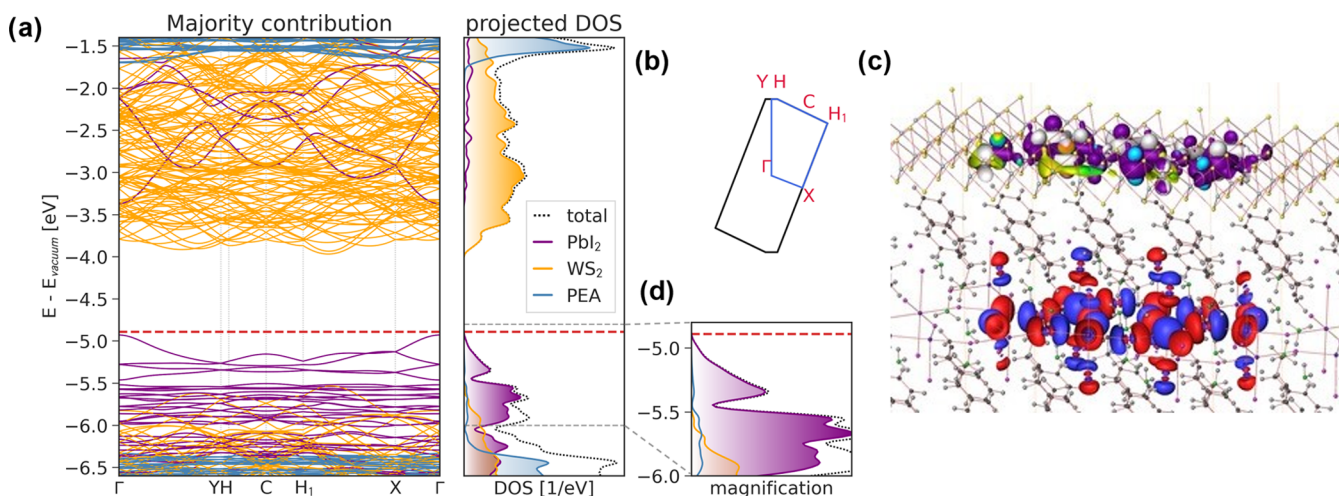 (a)
Majority contribution
projected DOS
E - Evacuum [eV]
−1.5
−2.0
−2.5
−3.0
−3.5
−4.0
−4.5
−5.0
−5.5
−6.0
−6.5
Γ YH C H1 X Γ
total
PbI2
WS2
PEA
DOS [1/eV]
(b)
Y H
C
H1
Γ
X
(c)
(d)
−5.0
−5.5
−6.0
magnification